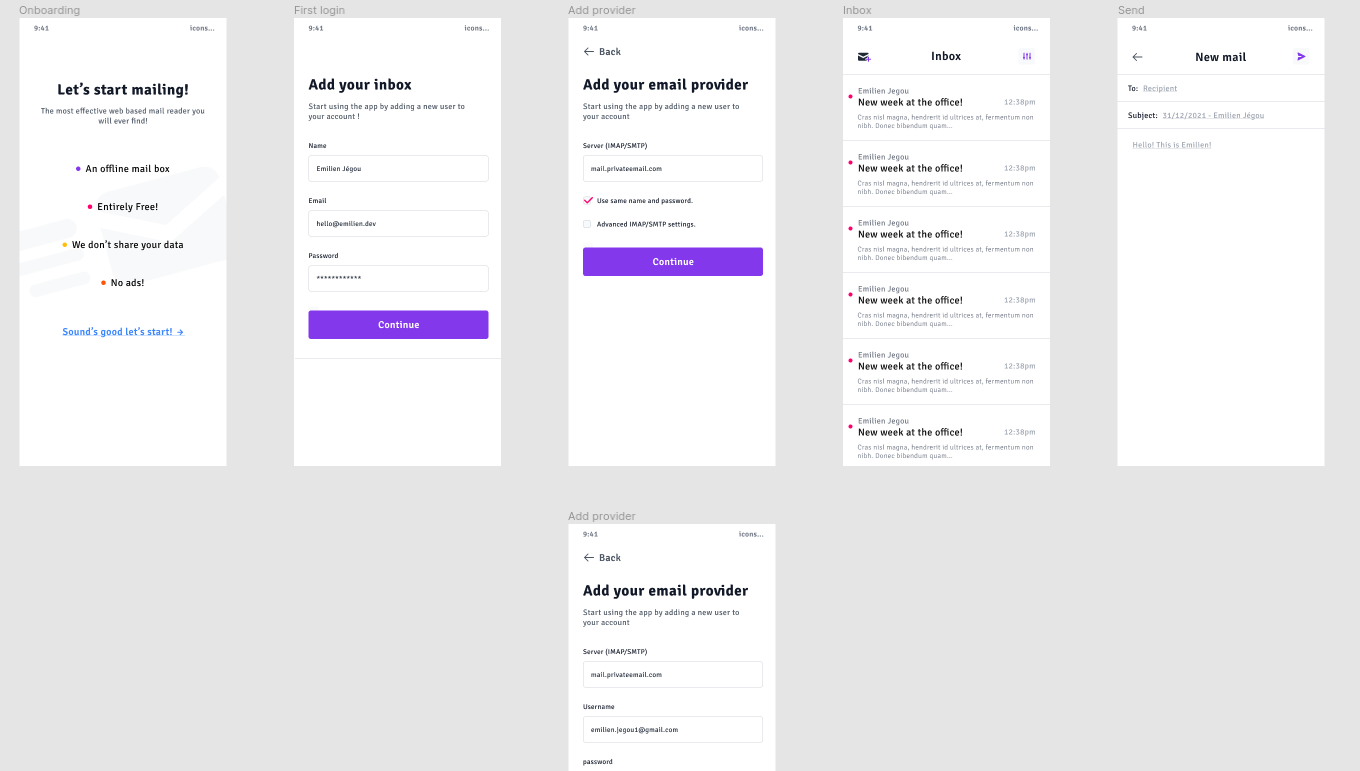 Onboarding
9:41
icons...
Let's start mailing!
The most effective web based mail reader you
will ever find!
An offline mail box
Entirely Free!
We don't share your data
No ads!
Sound's good let's start! →
First login
9:41
icons...
Add your inbox
Start using the app by adding a new user to
your account !
Name
Emilien Jégou
Email
hello@emilien.dev
Password
************
Continue
Add provider
9:41
icons...
← Back
Add your email provider
Start using the app by adding a new user to
your account
Server (IMAP/SMTP)
mail.privateemail.com
Use same name and password.
Advanced IMAP/SMTP settings.
Continue
Inbox
9:41
icons...
Inbox
Emilien Jegou
New week at the office! 12:38pm
Cras nisl magna, hendrerit id ultrices at, fermentum non
nibh. Donec bibendum quam...
Emilien Jegou
New week at the office! 12:38pm
Cras nisl magna, hendrerit id ultrices at, fermentum non
nibh. Donec bibendum quam...
Emilien Jegou
New week at the office! 12:38pm
Cras nisl magna, hendrerit id ultrices at, fermentum non
nibh. Donec bibendum quam...
Emilien Jegou
New week at the office! 12:38pm
Cras nisl magna, hendrerit id ultrices at, fermentum non
nibh. Donec bibendum quam...
Emilien Jegou
New week at the office! 12:38pm
Cras nisl magna, hendrerit id ultrices at, fermentum non
nibh. Donec bibendum quam...
Emilien Jegou
New week at the office! 12:38pm
Cras nisl magna, hendrerit id ultrices at, fermentum non
nibh. Donec bibendum quam...
Send
9:41
icons...
New mail
To: Recipient
Subject: 31/12/2021 - Emilien Jégou
Hello! This is Emilien!
Add provider
9:41
icons...
← Back
Add your email provider
Start using the app by adding a new user to
your account
Server (IMAP/SMTP)
mail.privateemail.com
Username
emilien.jegou1@gmail.com
password